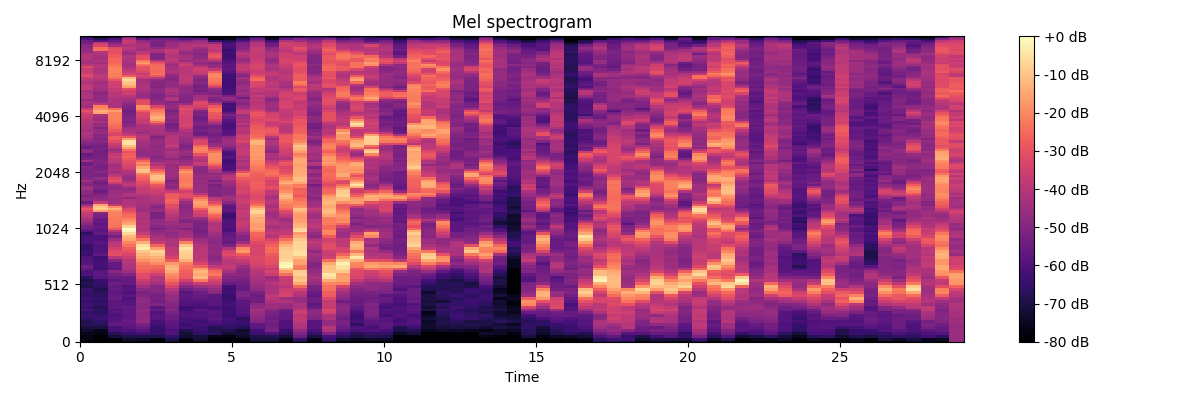 Mel spectrogram
Hz
8192
4096
2048
1024
512
0
0 5 10 15 20 25
Time
+0 dB
-10 dB
-20 dB
-30 dB
-40 dB
-50 dB
-60 dB
-70 dB
-80 dB